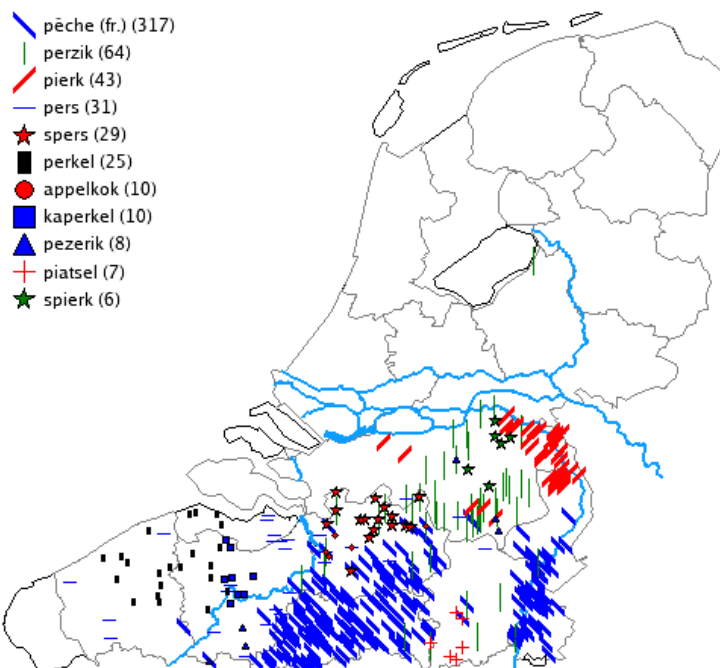 pêche (fr.) (317)
perzik (64)
pierk (43)
pers (31)
spers (29)
perkel (25)
appelkok (10)
kaperkel (10)
pezerik (8)
piatsel (7)
spierk (6)